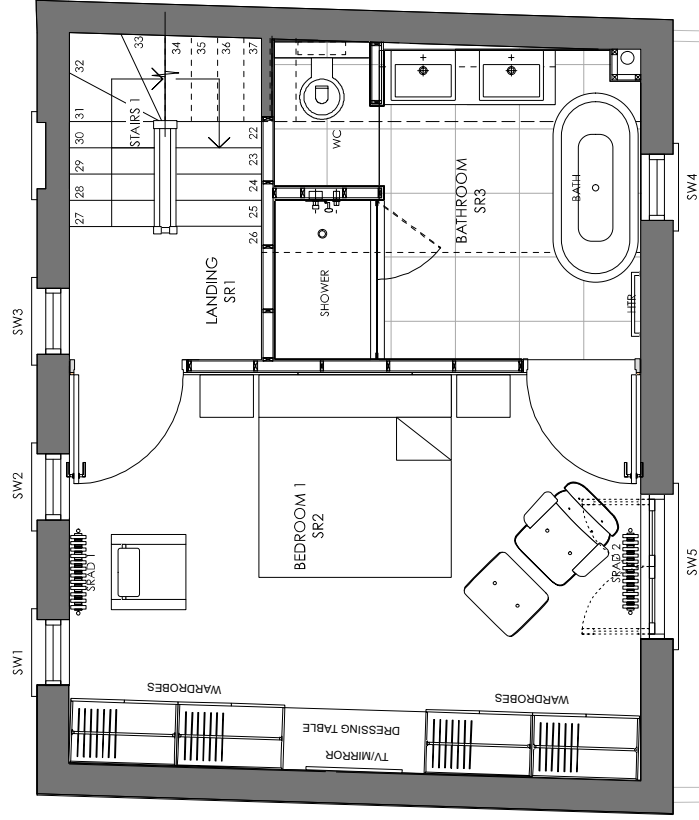 33
34
35
36
37
32
31
30
29
28
27
STAIRS 1
22
23
24
25
26
WC
BATHROOM
SR3
BATH
SW4
LANDING
SR1
SHOWER
HTR
SW3
SW2
BEDROOM 1
SR2
SRAD 1
SRAD 2
SW5
SW1
WARDROBES
WARDROBES
DRESSING TABLE
TV/MIRROR